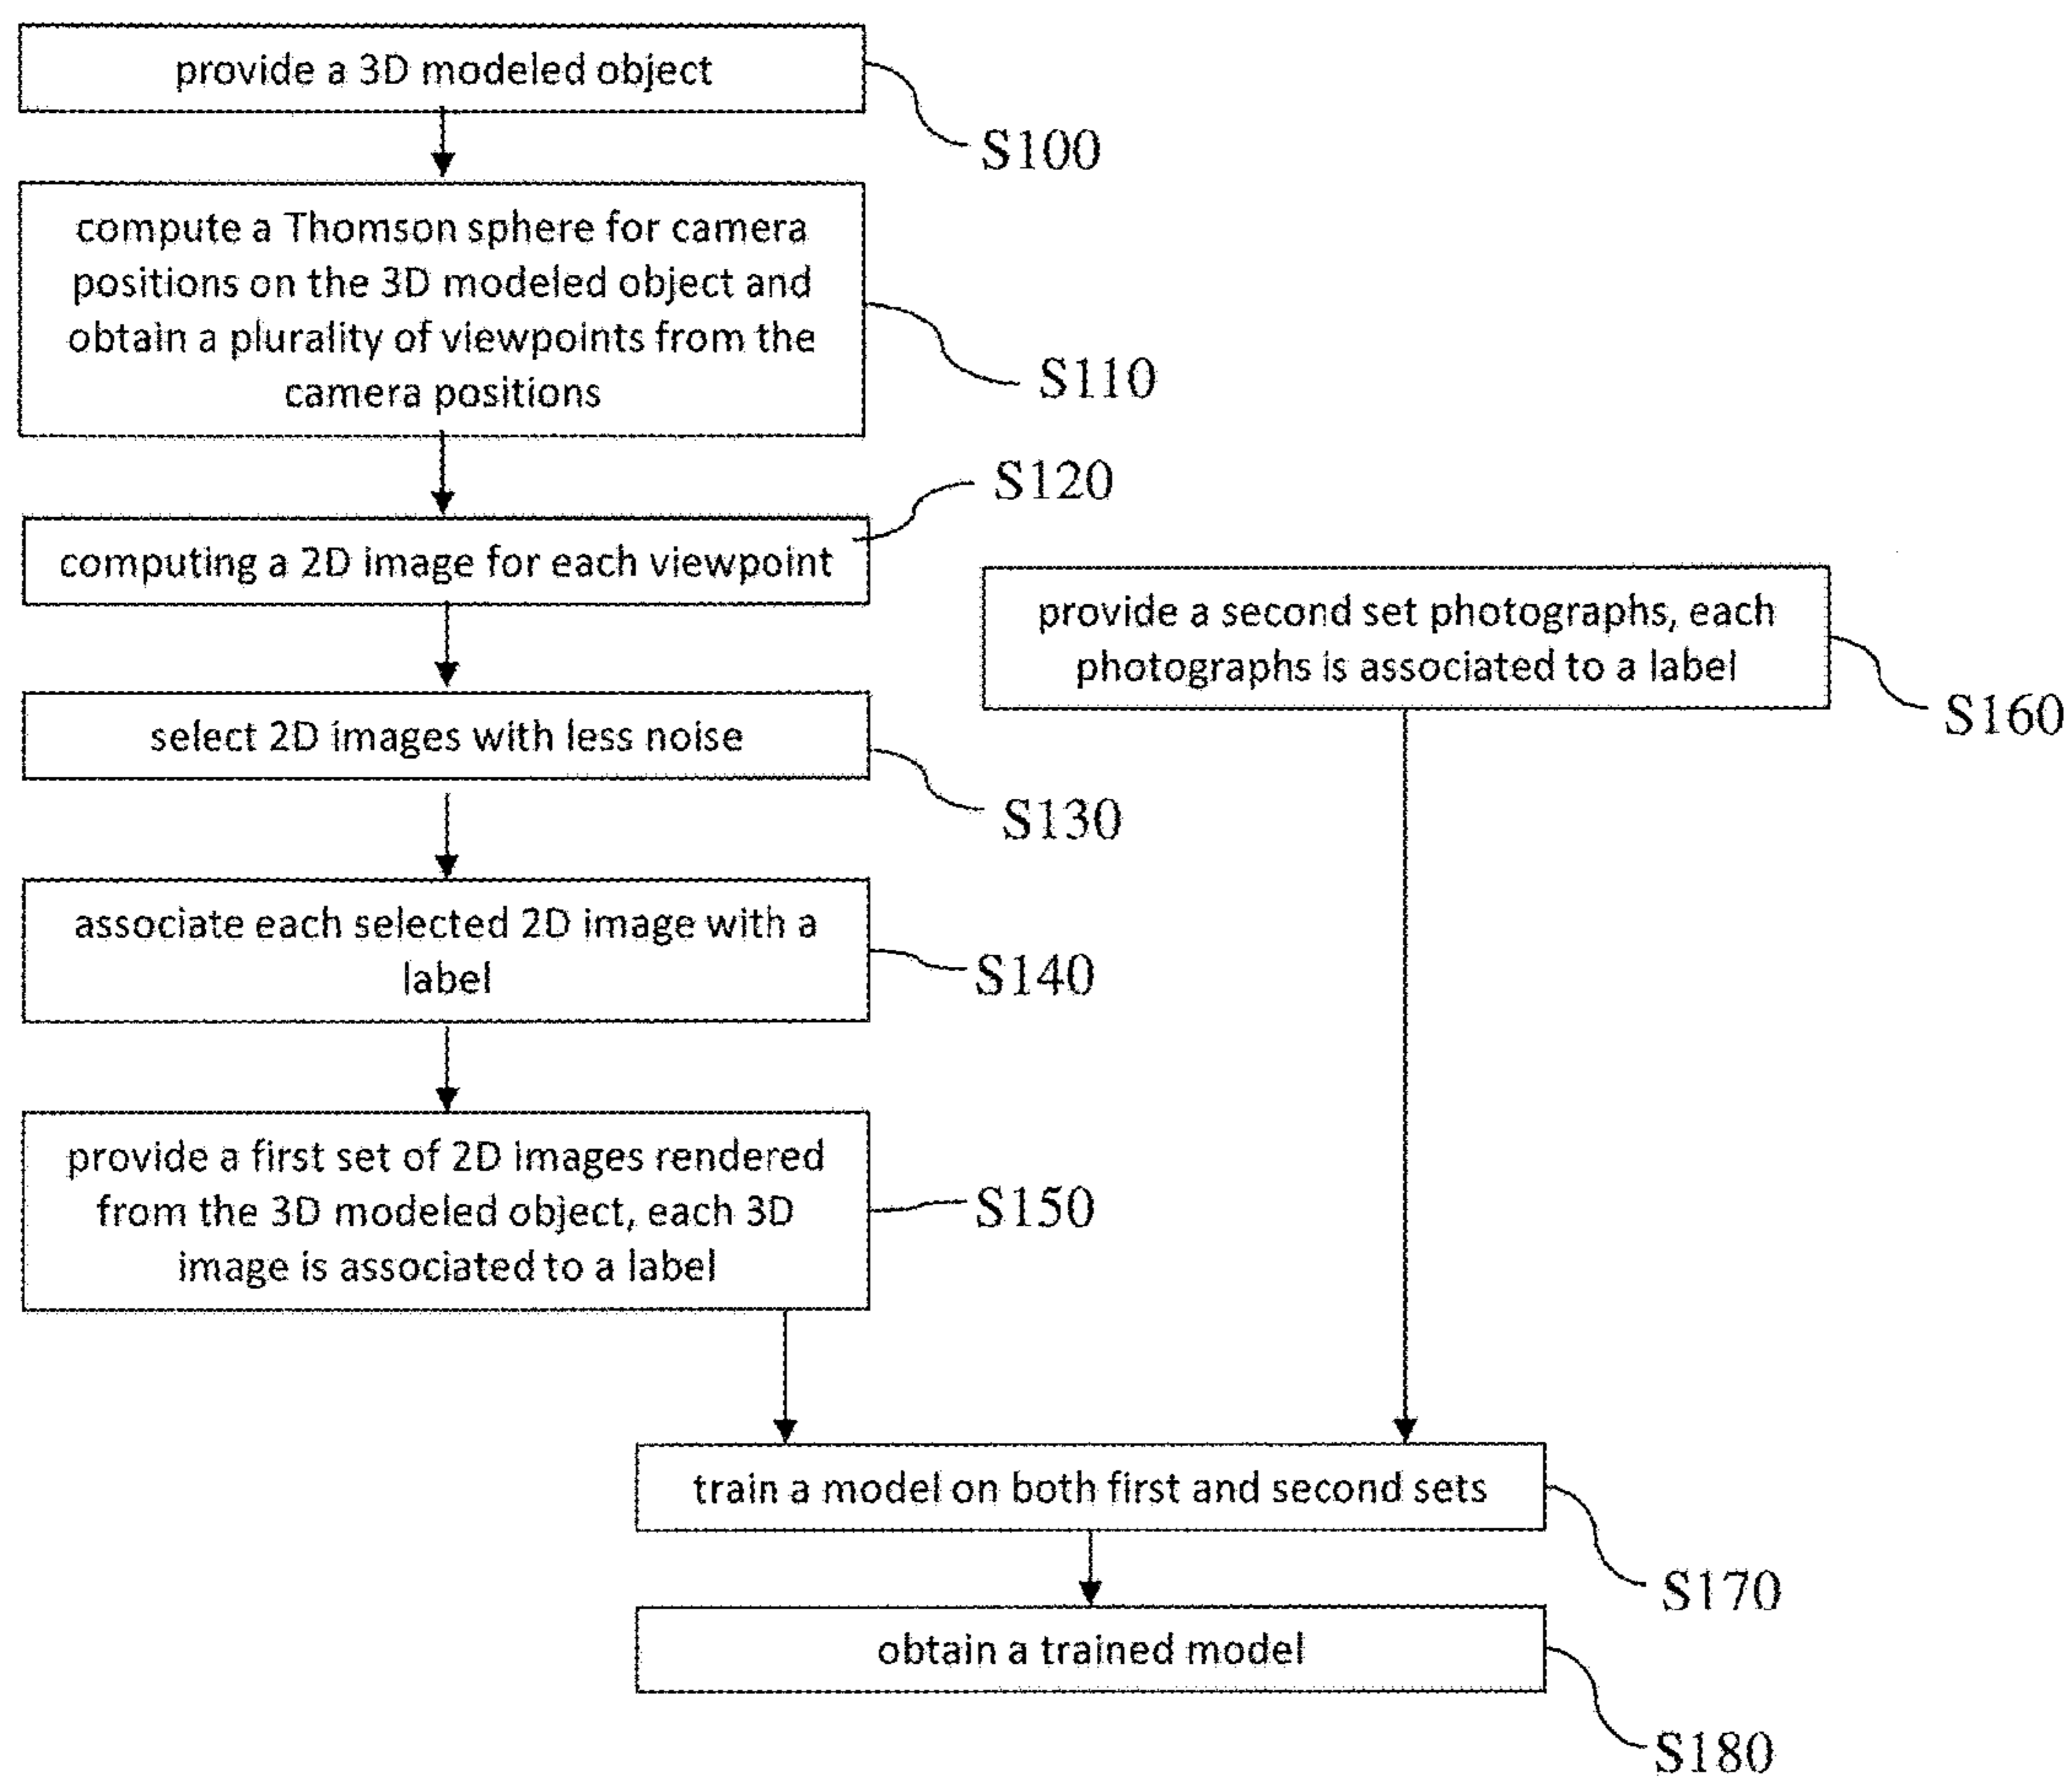 provide a 3D modeled object
S100
compute a Thomson sphere for camera
positions on the 3D modeled object and
obtain a plurality of viewpoints from the
camera positions
S110
S120
computing a 2D image for each viewpoint
provide a second set photographs, each
photographs is associated to a label
S160
select 2D images with less noise
S130
associate each selected 2D image with a
label
S140
provide a first set of 2D images rendered
from the 3D modeled object, each 3D
image is associated to a label
S150
train a model on both first and second sets
S170
obtain a trained model
S180